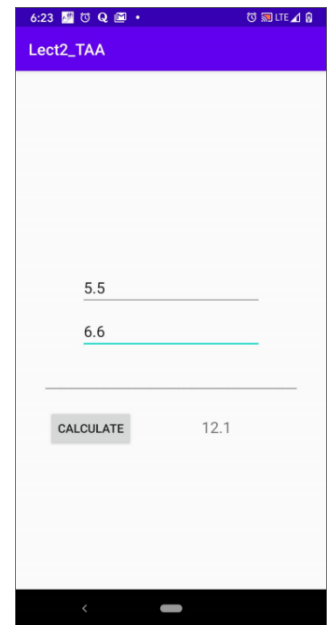 6:23 Q LTE
Lect2_TAA
5.5
6.6
CALCULATE 12.1